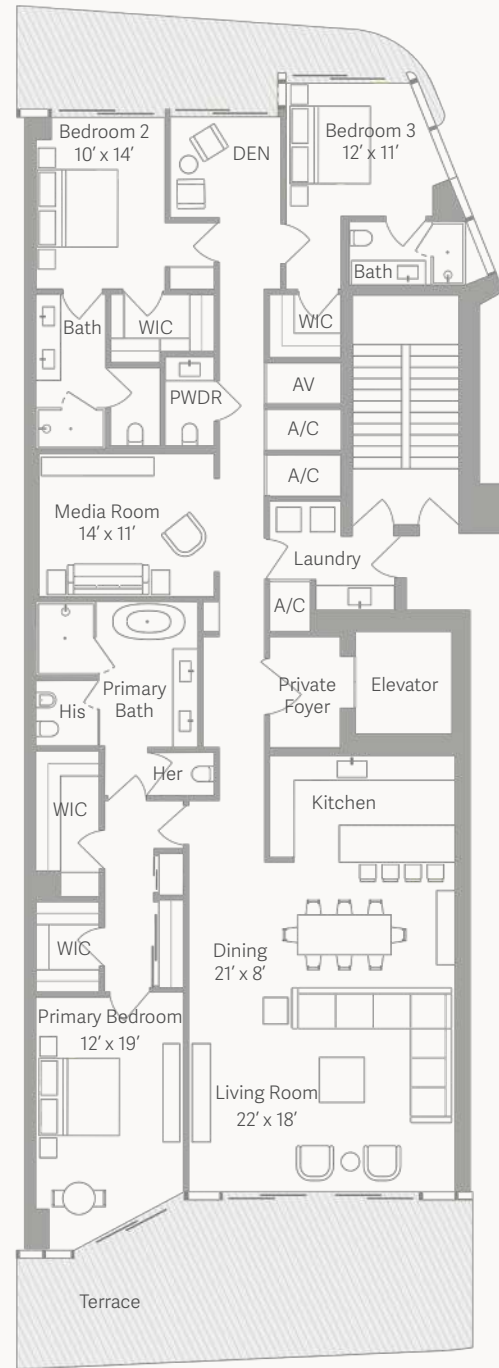 Bedroom 2
10’ x 14’
DEN
Bedroom 3
12’ x 11’
Bath
Bath
WIC
WIC
PWDR
AV
A/C
A/C
Media Room
14’ x 11’
Laundry
A/C
Primary
Bath
His
Her
Private
Foyer
Elevator
WIC
Kitchen
WIC
Dining
21’ x 8’
Primary Bedroom
12’ x 19’
Living Room
22’ x 18’
Terrace